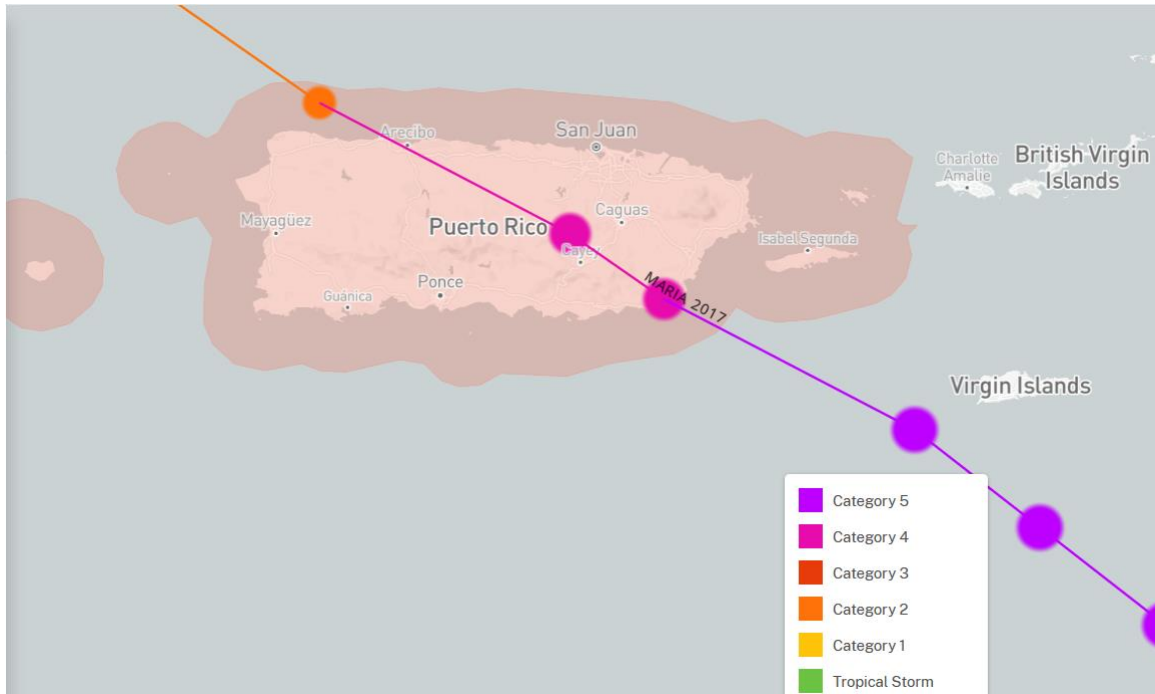 Arecibo
San Juan
Charlotte
Amalie
British Virgin
Islands
Mayagüez
Puerto Rico
Caguas
Cayey
Isabel Segunda
Guánica
Ponce
MARIA 2017
Virgin Islands
Category 5
Category 4
Category 3
Category 2
Category 1
Tropical Storm